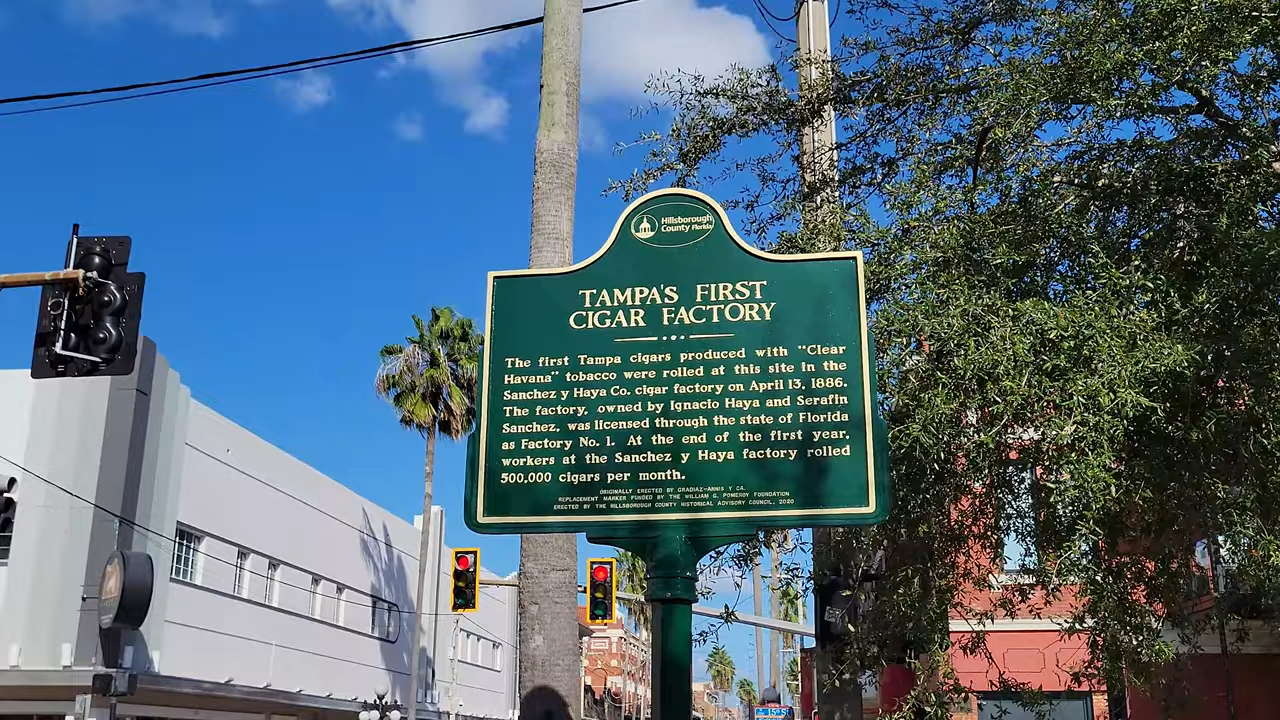 Hillsborough
County Florida
TAMPA'S FIRST
CIGAR FACTORY
The first Tampa cigars produced with "Clear
Havana" tobacco were rolled at this site in the
Sanchez y Haya Co. cigar factory on April 13, 1886.
The factory, owned by Ignacio Haya and Serafin
Sanchez, was licensed through the state of Florida
as Factory No. 1. At the end of the first year,
workers at the Sanchez y Haya factory rolled
500,000 cigars per month.
ORIGINALLY ERECTED BY GRADIAZ-ANNIS Y CA.
REPLACEMENT MARKER FUNDED BY THE WILLIAM G. POMEROY FOUNDATION
ERECTED BY THE HILLSBOROUGH COUNTY HISTORICAL ADVISORY COUNCIL, 2020
15th St